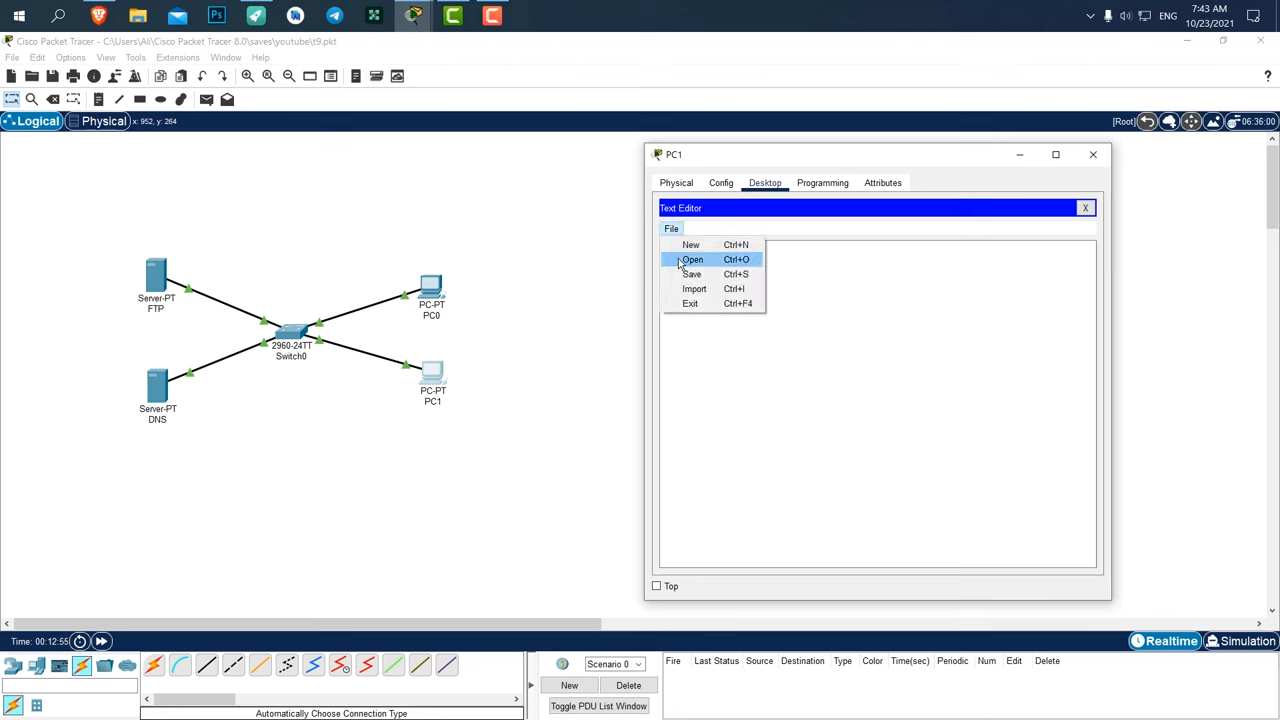 7:43 AM
ENG
10/23/2021
Cisco Packet Tracer - C:\Users\Ali\Cisco Packet Tracer 8.0\saves\youtube\t9.pkt
File Edit Options View Tools Extensions Window Help
?
Logical Physical x: 952, y: 264 [Root] 06:36:00
PC1
Physical Config Desktop Programming Attributes
Text Editor X
File
New Ctrl+N
Open Ctrl+O
Save Ctrl+S
Import Ctrl+I
Exit Ctrl+F4
Server-PT
FTP
PC-PT
PC0
2960-24TT
Switch0
PC-PT
PC1
Server-PT
DNS
Top
Time: 00:12:55 Realtime Simulation
Scenario 0
Fire Last Status Source Destination Type Color Time(sec) Periodic Num Edit Delete
New Delete
Toggle PDU List Window
Automatically Choose Connection Type